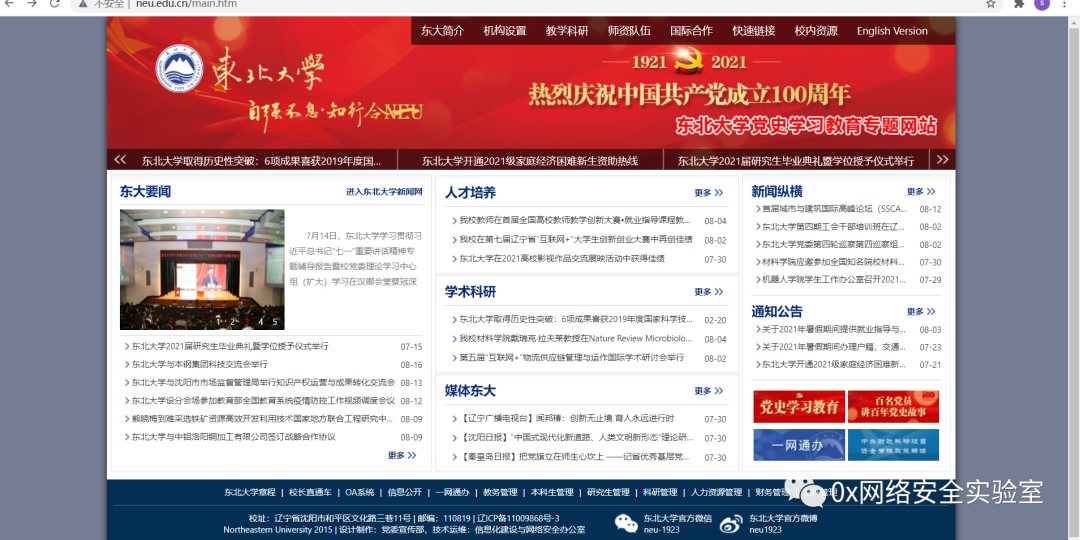 不安全 | neu.edu.cn/main.htm
东大简介 机构设置 教学科研 师资队伍 国际合作 快速链接 校内资源 English Version
東北大學
自强不息·知行合一
NEU
1921 2021
热烈庆祝中国共产党成立100周年
东北大学党史学习教育专题网站
东北大学取得历史性突破：6项成果喜获2019年度国...
东北大学开通2021级家庭经济困难新生资助热线
东北大学2021届研究生毕业典礼暨学位授予仪式举行
东大要闻 进入东北大学新闻网
7月14日，东北大学学习贯彻习
近平总书记“七一”重要讲话精神专
题辅导报告暨校党委理论学习中心
组（扩大）学习在汉卿会堂蔡冠深
1 2 4 5
东北大学2021届研究生毕业典礼暨学位授予仪式举行 07-15
东北大学与本钢集团科技交流会举行 08-16
东北大学与沈阳市市场监督管理局举行知识产权运营与成果转化交流会 08-13
东北大学设分会场参加教育部全国教育系统疫情防控工作视频调度会议 08-12
熊晓梅到难采选铁矿资源高效开发利用技术国家地方联合工程研究中... 08-09
东北大学与中铝洛阳铜加工有限公司签订战略合作协议 08-09
更多
人才培养 更多
我校教师在首届全国高校教师教学创新大赛•就业指导课程教... 08-04
我校在第七届辽宁省“互联网+”大学生创新创业大赛中再创佳绩 08-02
东北大学在2021高校影视作品交流展映活动中获得佳绩 07-30
学术科研 更多
东北大学取得历史性突破：6项成果喜获2019年度国家科学技... 02-20
我校材料学院戴瑞克.拉夫莱教授在Nature Review Microbiolo... 08-04
第五届“互联网+”物流供应链管理与运作国际学术研讨会举行 08-02
媒体东大 更多
【辽宁广播电视台】闻邦椿：创新无止境 育人永远进行时 07-30
【沈阳日报】“中国式现代化新道路、人类文明新形态”理论研... 07-30
【秦皇岛日报】把党旗立在师生心坎上 ——记省优秀基层党... 07-30
新闻纵横 更多
首届城市与建筑国际高峰论坛（SSCA... 08-12
东北大学第四期工会干部培训班在辽... 08-02
东北大学党委第四轮巡察第四巡察组... 08-02
材料学院应邀参加全国知名院校材料... 07-30
机器人学院学生工作办公室召开2021... 07-29
通知公告 更多
关于2021年暑假期间提供就业指导与... 08-03
关于2021年暑假期间办理户籍、交通... 07-23
东北大学开通2021级家庭经济困难新... 07-21
党史学习教育
百名党员
讲百年党史故事
一网通办
中央财政科研项目
资金管理政策解读
东北大学章程 | 校长直通车 | OA系统 | 信息公开 | 一网通办 | 教务管理 | 本科生管理 | 研究生管理 | 科研管理 | 人力资源管理 | 财务管理
校址：辽宁省沈阳市和平区文化路三巷11号 | 邮编：110819 | 辽ICP备11009868号-3
Northeastern University 2015 | 设计制作：党委宣传部，技术运维：信息化建设与网络安全办公室
东北大学官方微信
neu-1923
东北大学官方微博
neu1923
0x网络安全实验室